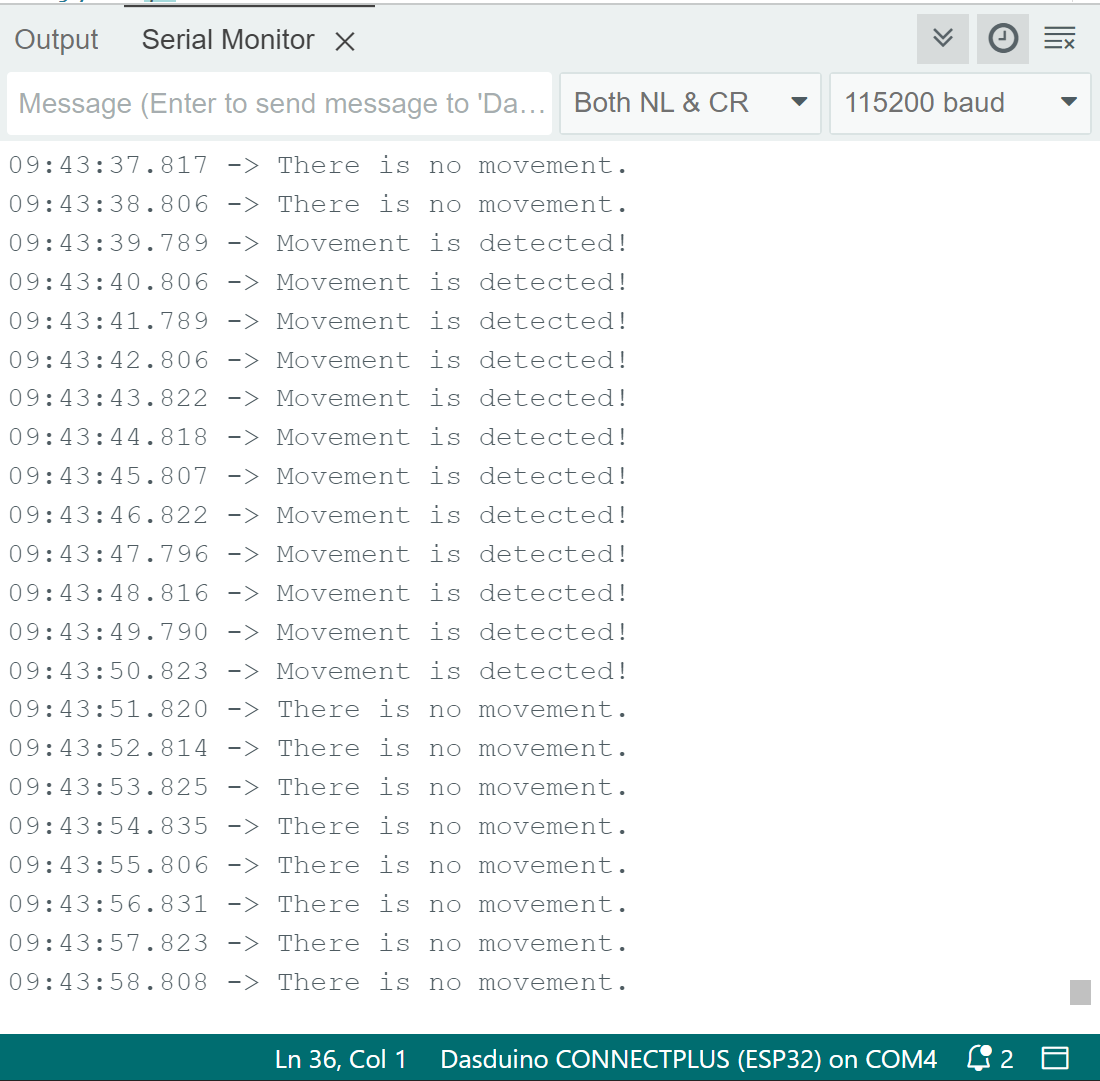 Output Serial Monitor
Message (Enter to send message to 'Da... Both NL & CR 115200 baud
09:43:37.817 -> There is no movement.
09:43:38.806 -> There is no movement.
09:43:39.789 -> Movement is detected!
09:43:40.806 -> Movement is detected!
09:43:41.789 -> Movement is detected!
09:43:42.806 -> Movement is detected!
09:43:43.822 -> Movement is detected!
09:43:44.818 -> Movement is detected!
09:43:45.807 -> Movement is detected!
09:43:46.822 -> Movement is detected!
09:43:47.796 -> Movement is detected!
09:43:48.816 -> Movement is detected!
09:43:49.790 -> Movement is detected!
09:43:50.823 -> Movement is detected!
09:43:51.820 -> There is no movement.
09:43:52.814 -> There is no movement.
09:43:53.825 -> There is no movement.
09:43:54.835 -> There is no movement.
09:43:55.806 -> There is no movement.
09:43:56.831 -> There is no movement.
09:43:57.823 -> There is no movement.
09:43:58.808 -> There is no movement.
Ln 36, Col 1 Dasduino CONNECTPLUS (ESP32) on COM4 2